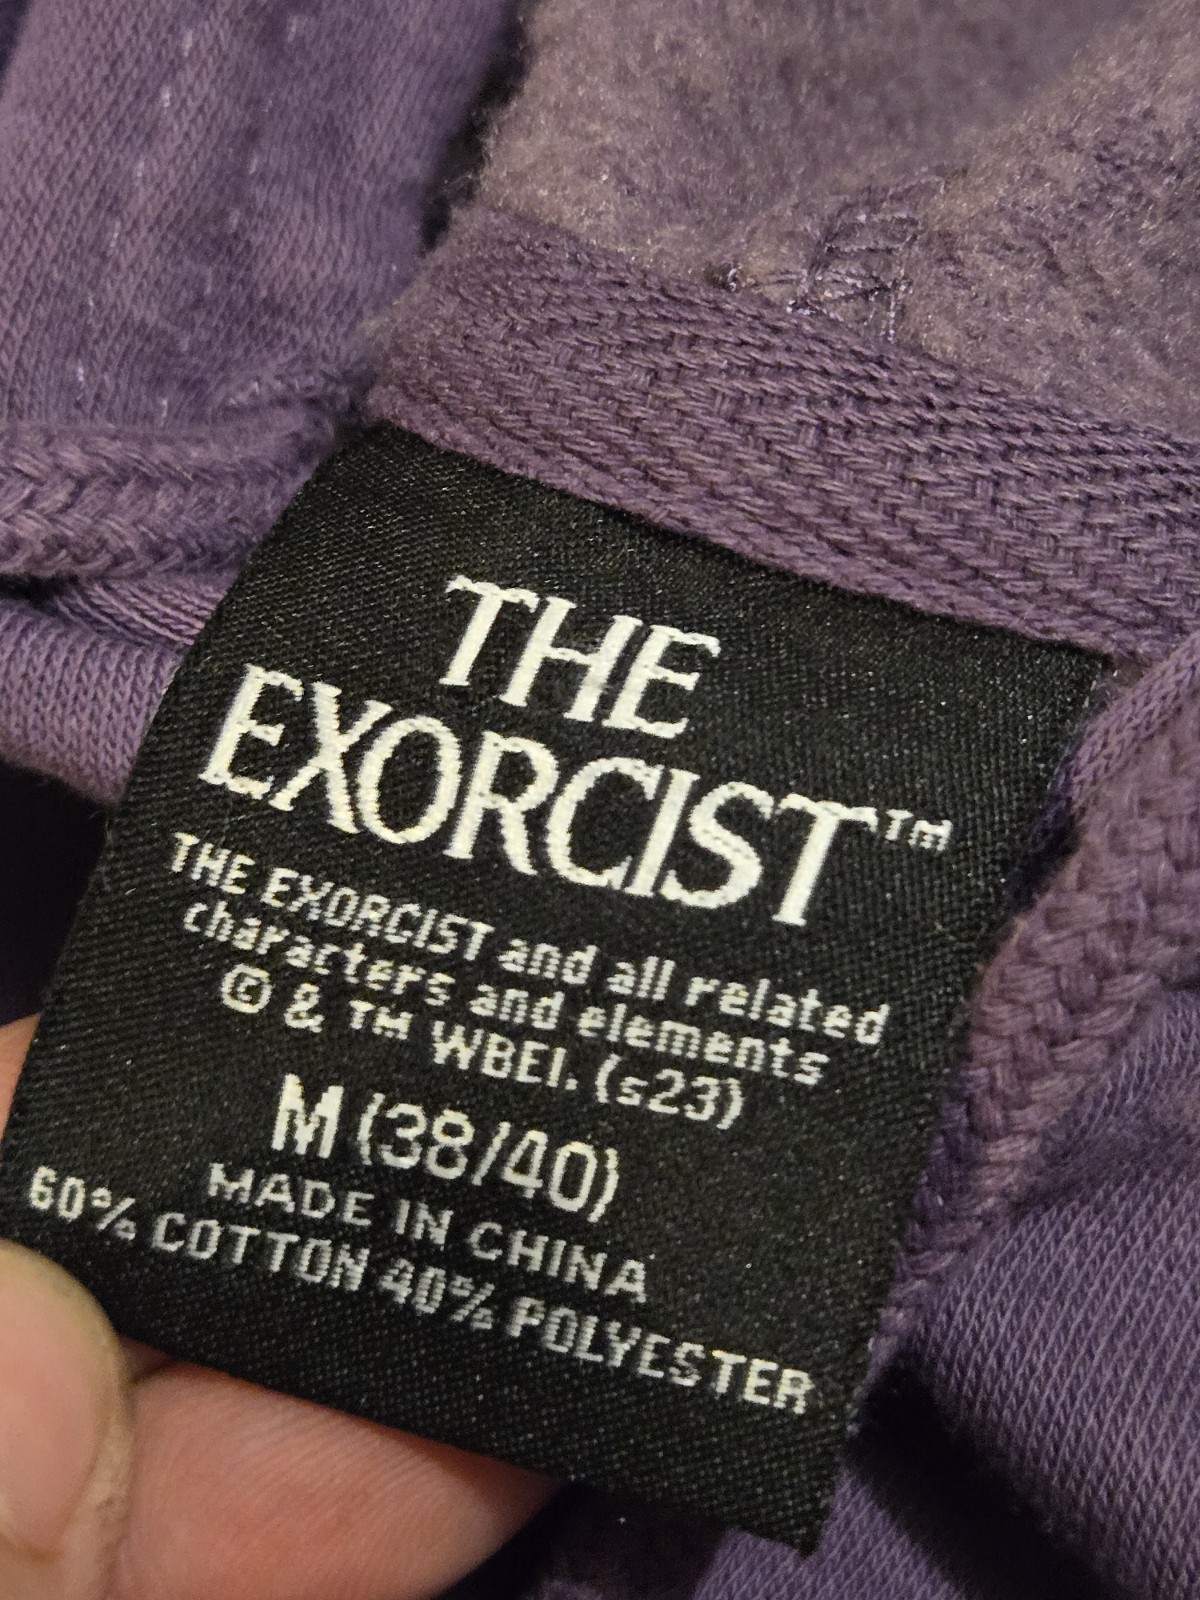 THE
EXORCIST™
THE EXORCIST and all related
characters and elements
© & ™ WBEI. (s23)
M (38/40)
MADE IN CHINA
60% COTTON 40% POLYESTER